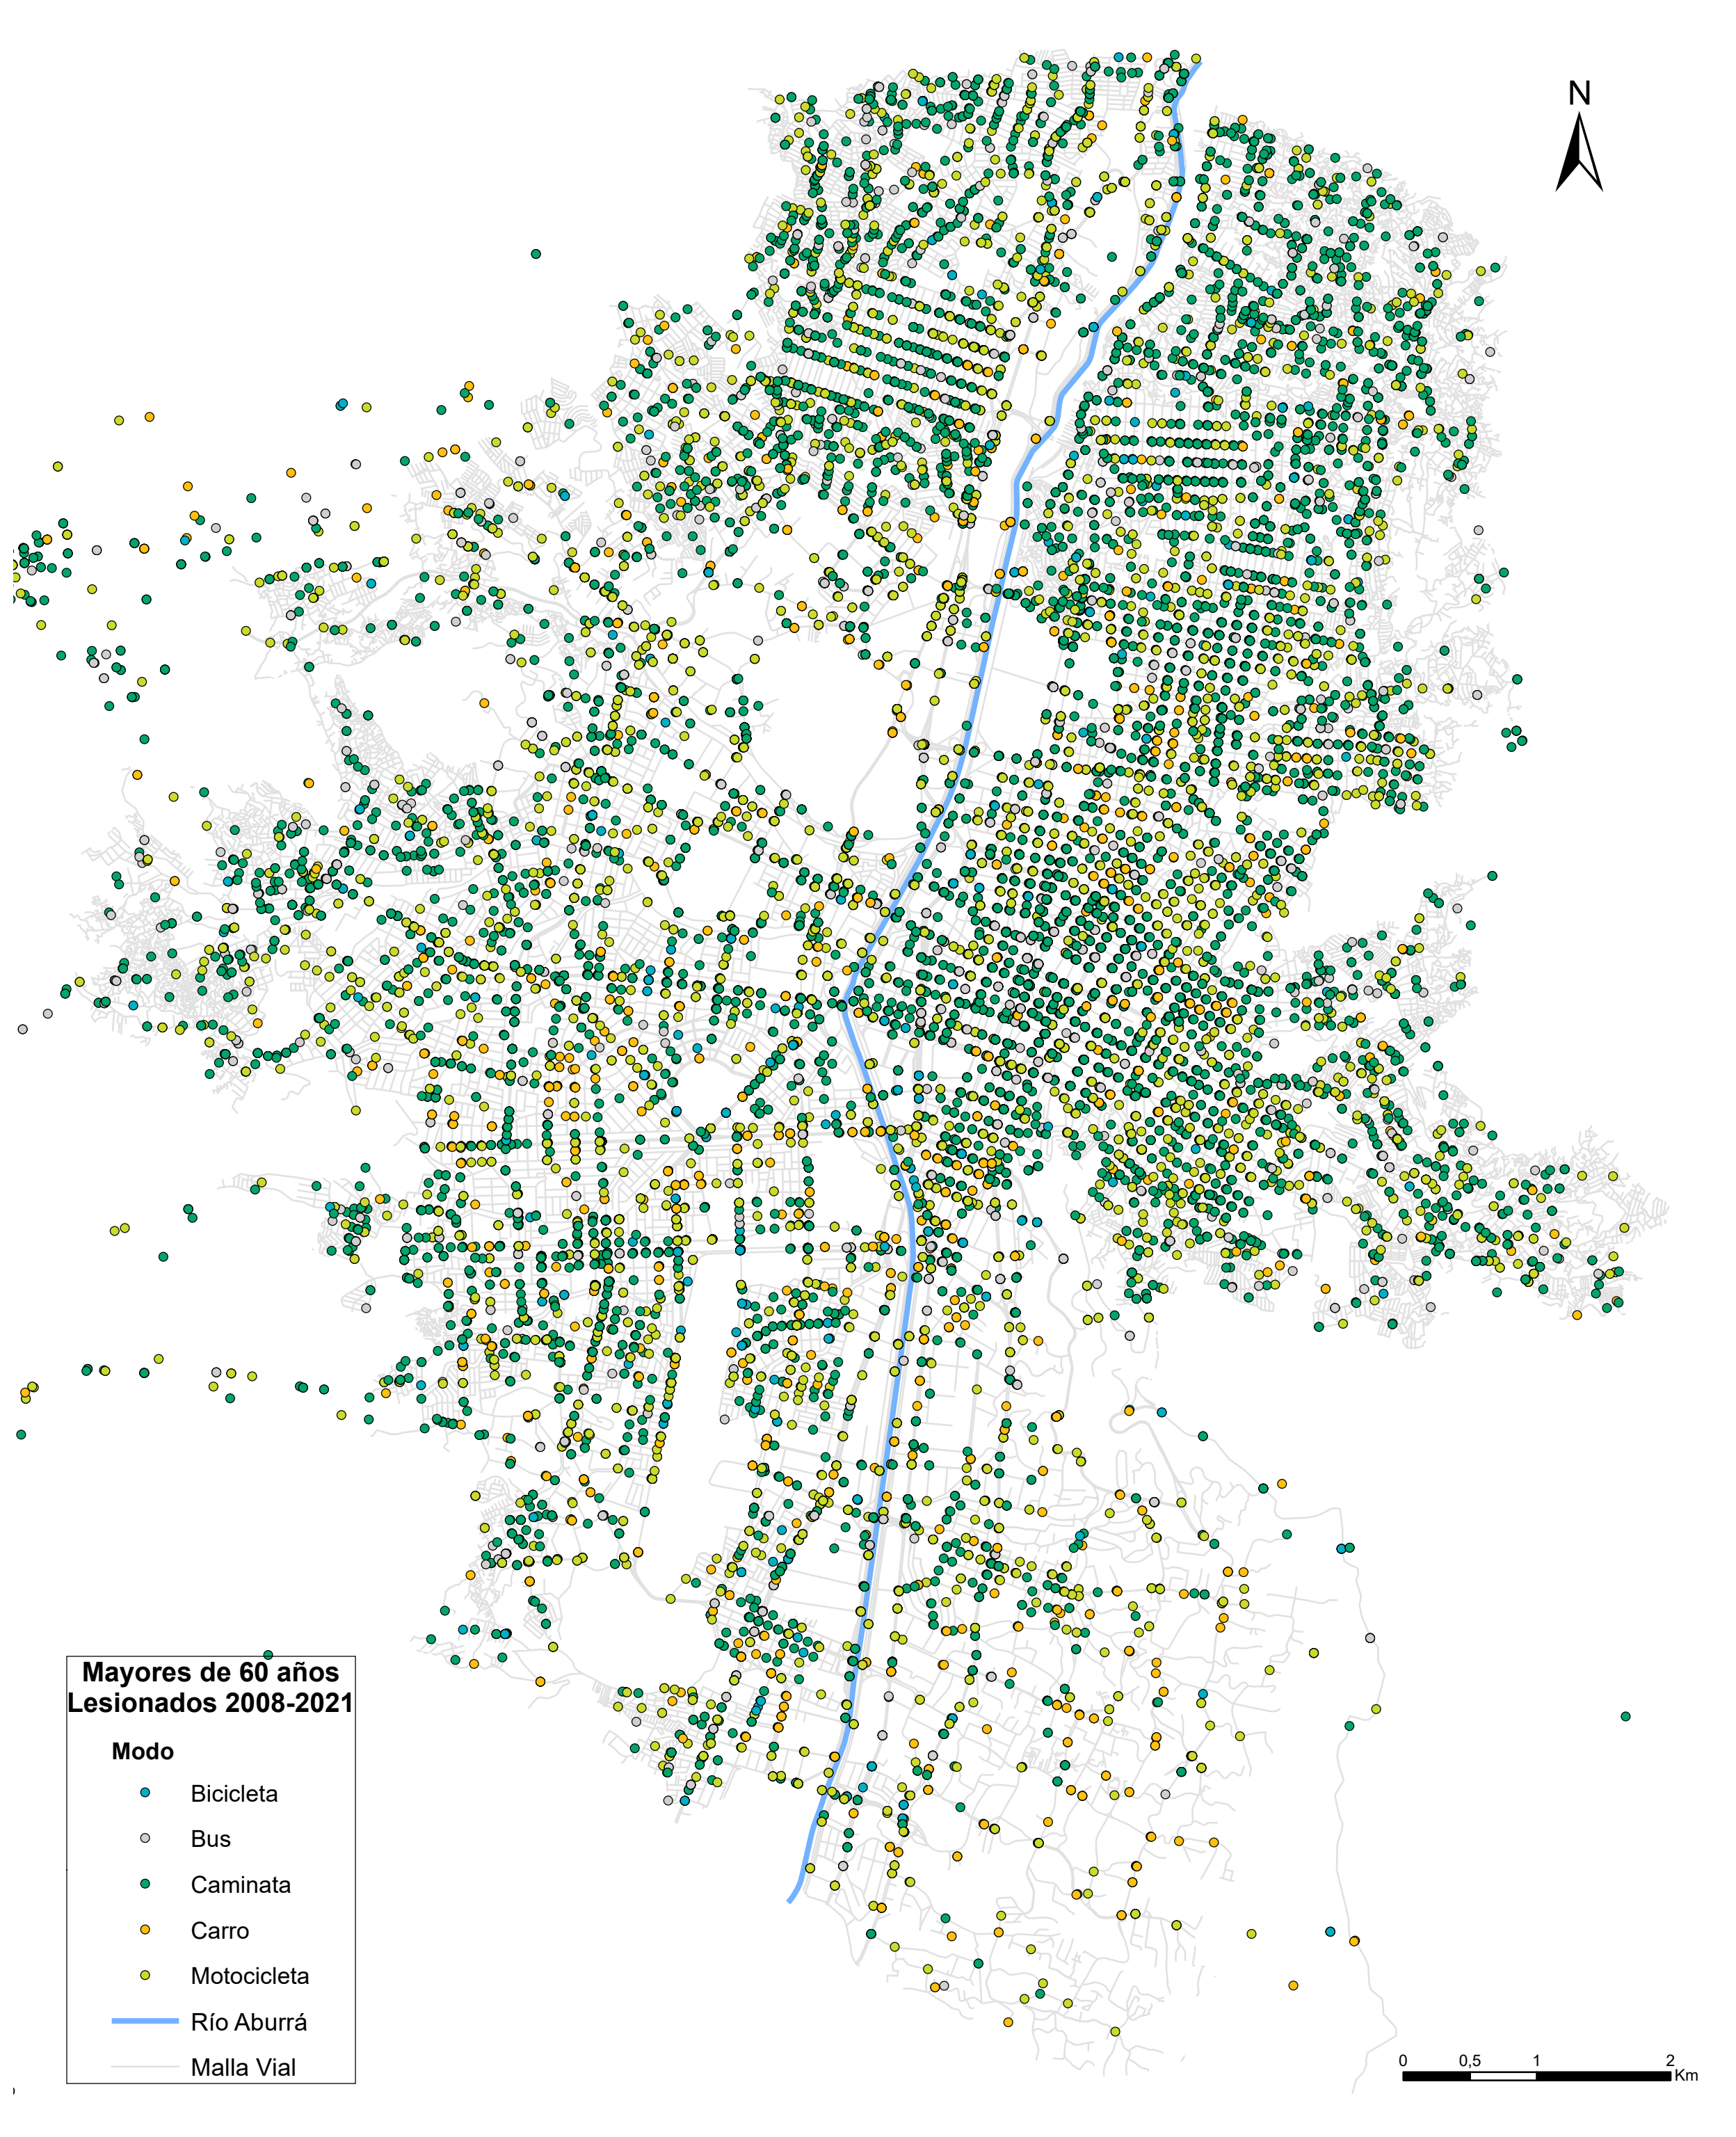 N
Mayores de 60 años
Lesionados 2008-2021
Modo
Bicicleta
Bus
Caminata
Carro
Motocicleta
Río Aburrá
Malla Vial
0 0,5 1 2
Km